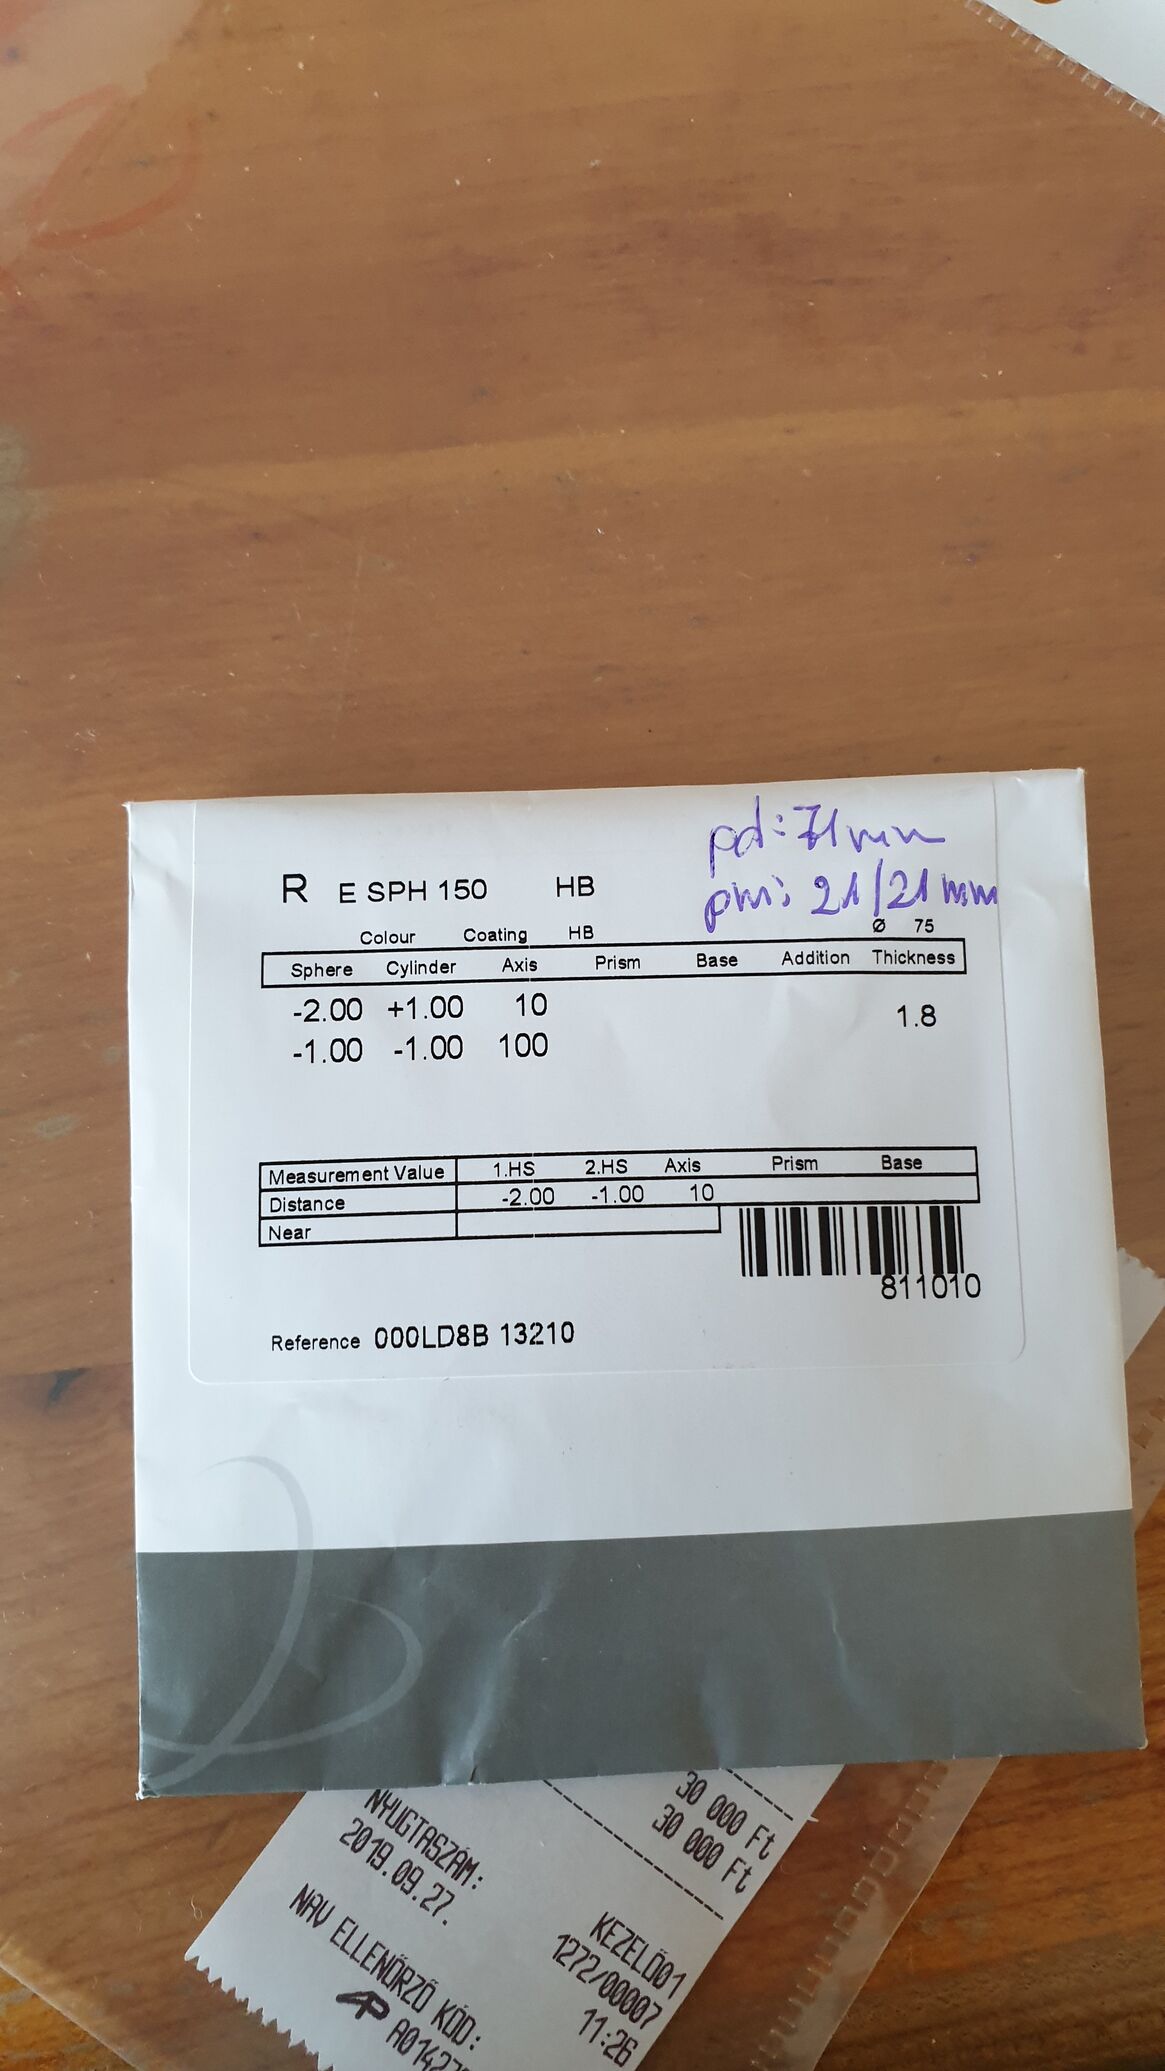 pd: 71 mm
R E SPH 150 HB
pm: 21/21 mm
Colour Coating HB Ø 75
Sphere Cylinder Axis Prism Base Addition Thickness
-2.00 +1.00 10 1.8
-1.00 -1.00 100
Measurement Value 1.HS 2.HS Axis Prism Base
Distance -2.00 -1.00 10
Near
811010
Reference 000LD8B 13210
30 000 Ft
30 000 Ft
NYUGTASZÁM:
2019.09.27.
KEZELŐ01
1272/00007
11:26
NAV ELLENŐRZŐ KÓD:
AP